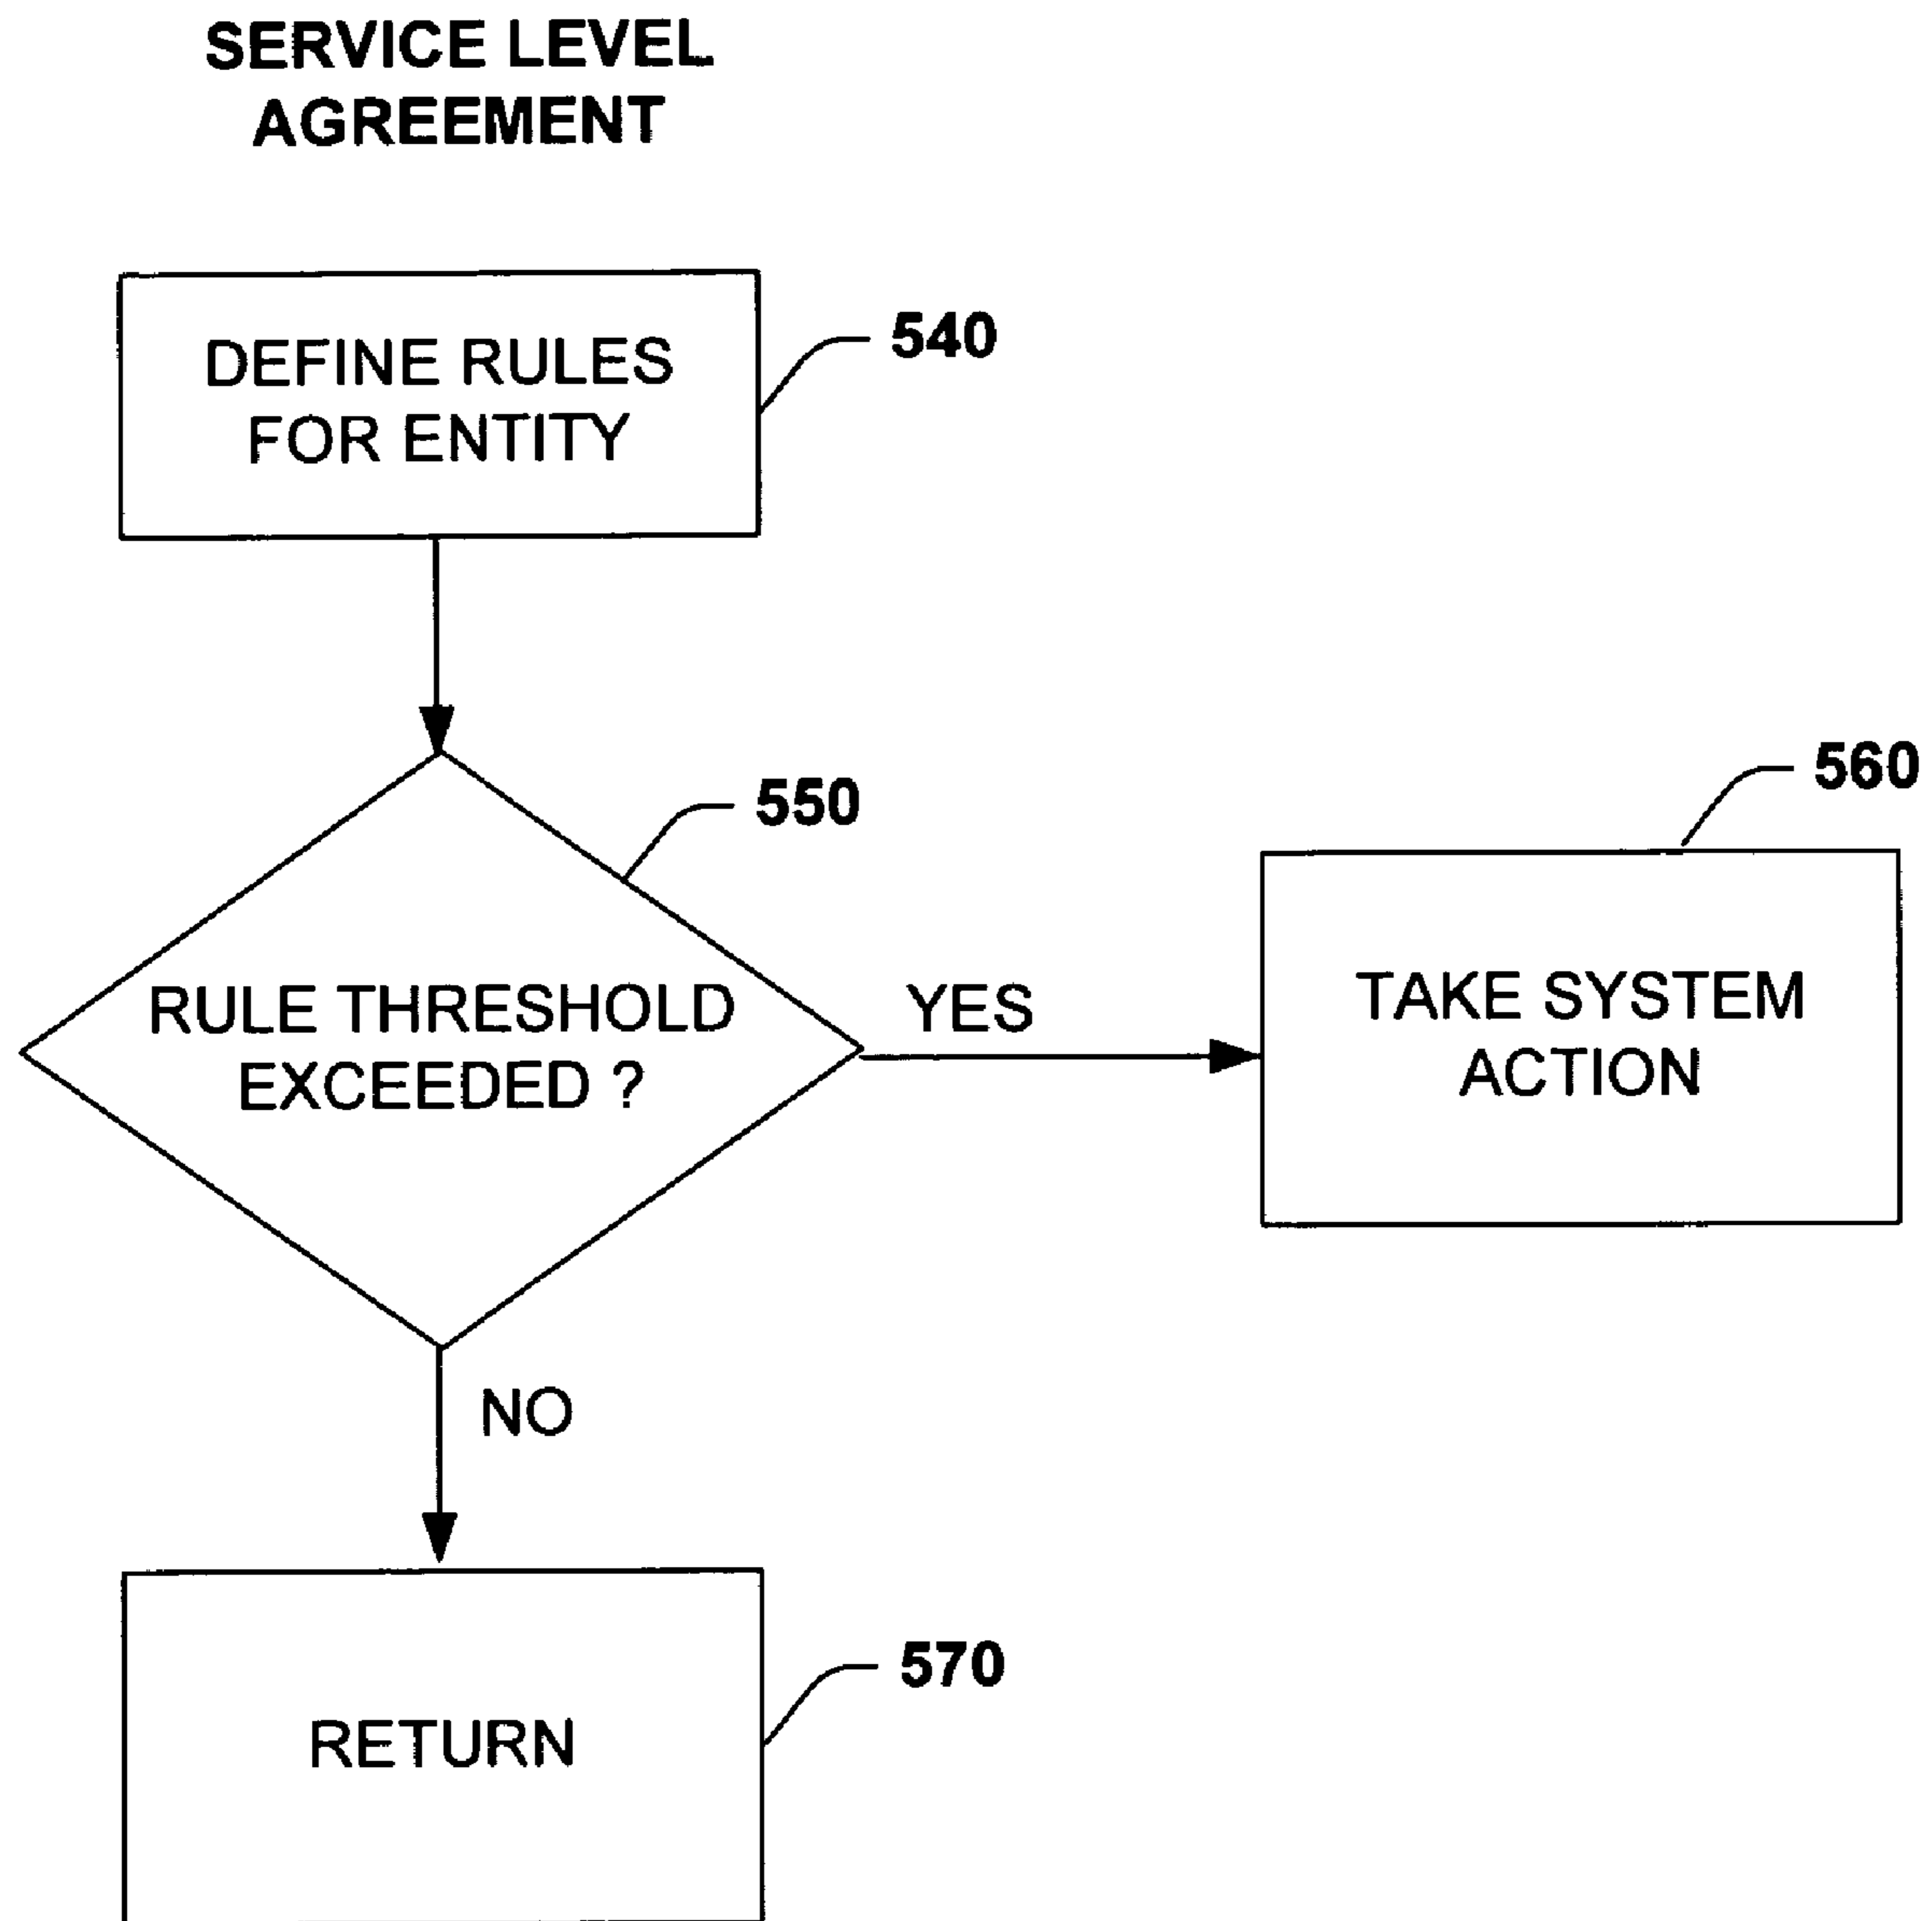 SERVICE LEVEL
AGREEMENT
DEFINE RULES
FOR ENTITY
540
550
560
RULE THRESHOLD
EXCEEDED ?
YES
TAKE SYSTEM
ACTION
NO
570
RETURN